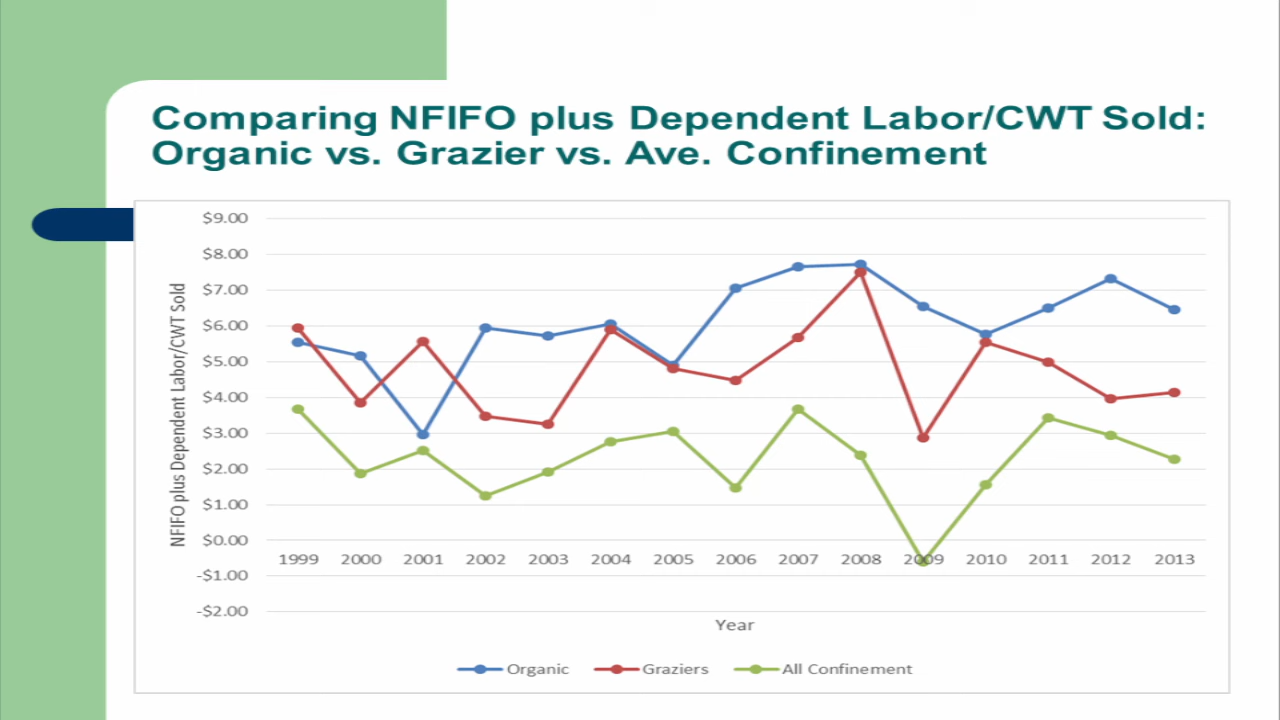 Comparing NFIFO plus Dependent Labor/CWT Sold:
Organic vs. Grazier vs. Ave. Confinement
$9.00
$8.00
$7.00
$6.00
$5.00
$4.00
$3.00
$2.00
$1.00
$0.00
-$1.00
-$2.00
NFIFO plus Dependent Labor/CWT Sold
1999 2000 2001 2002 2003 2004 2005 2006 2007 2008 2009 2010 2011 2012 2013
Year
Organic Graziers All Confinement